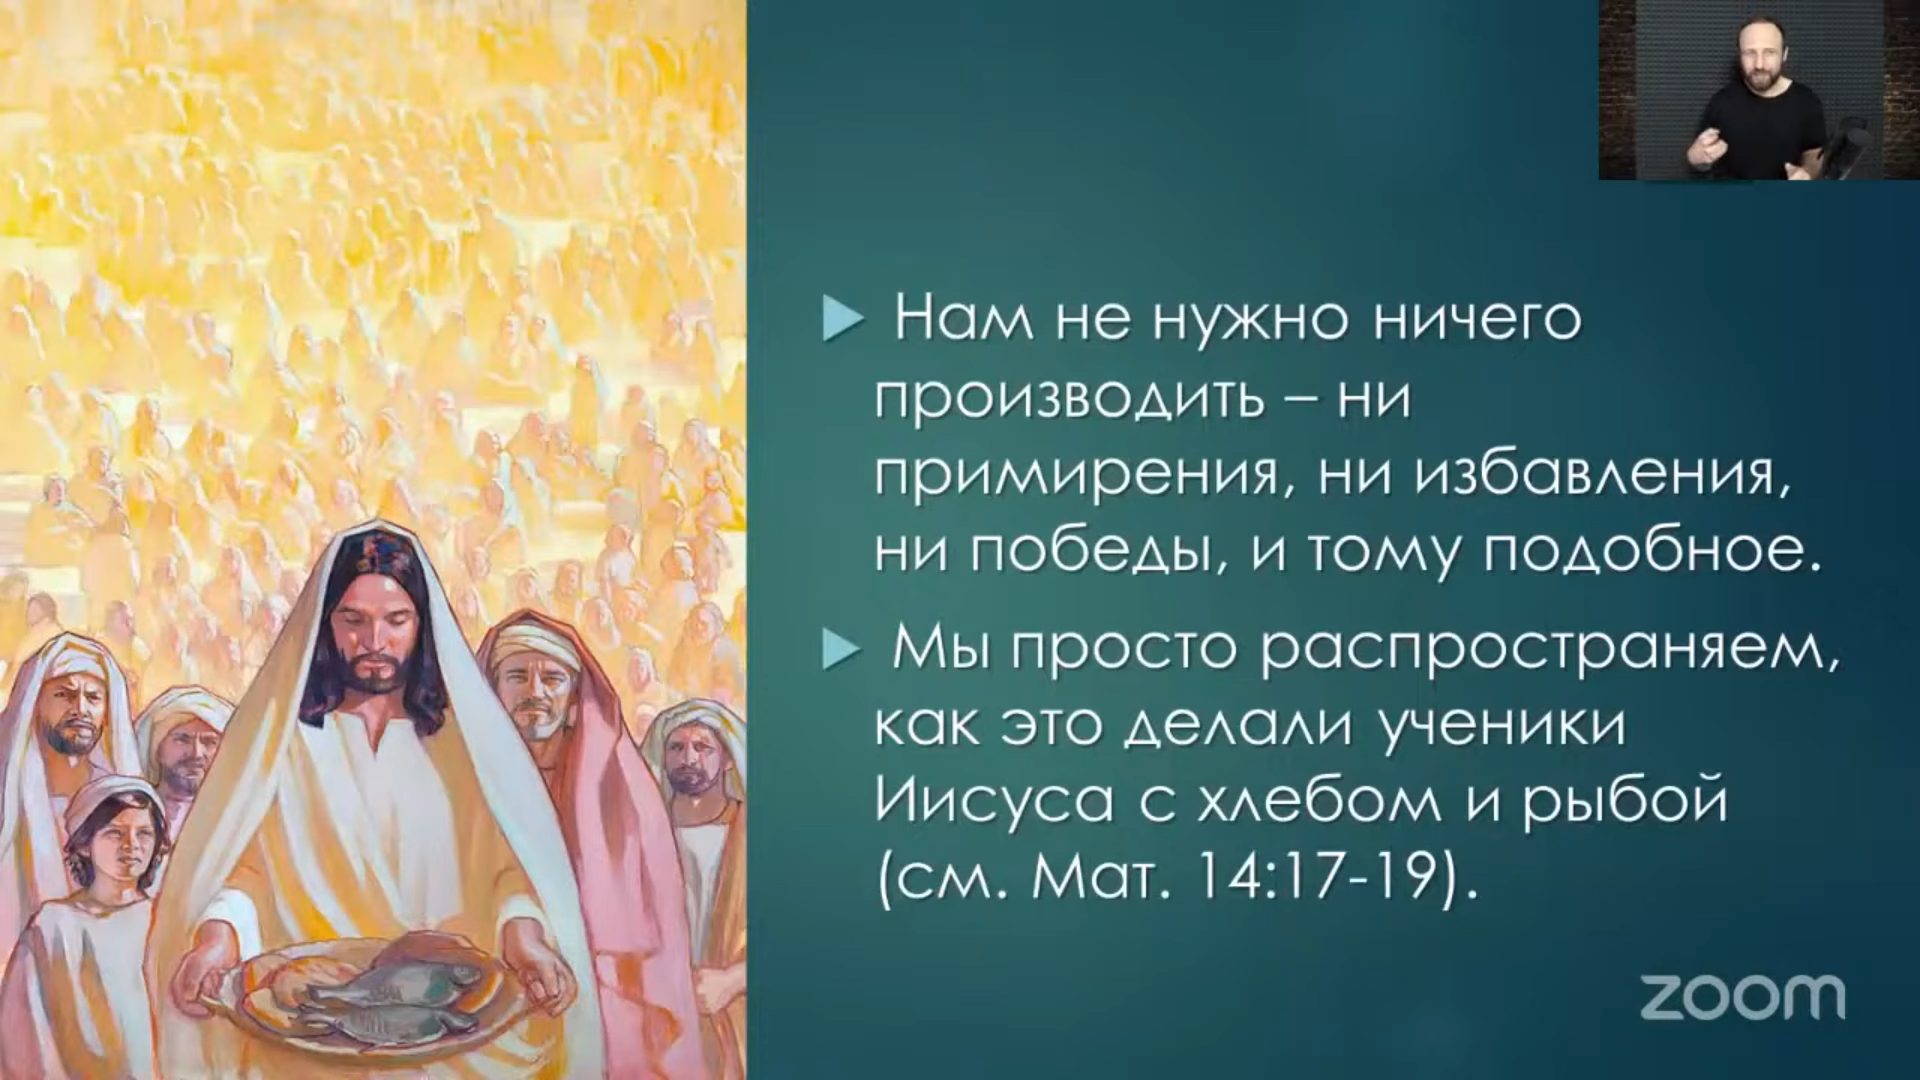 Нам не нужно ничего
производить – ни
примирения, ни избавления,
ни победы, и тому подобное.
Мы просто распространяем,
как это делали ученики
Иисуса с хлебом и рыбой
(см. Мат. 14:17-19).
zoom